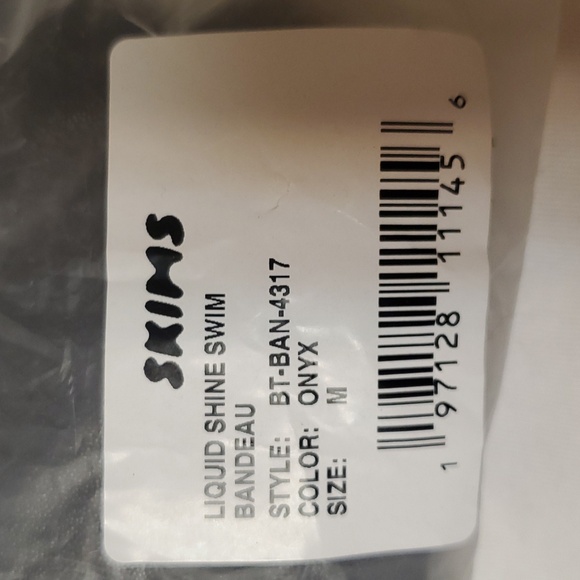 SKIMS
LIQUID SHINE SWIM
BANDEAU
STYLE: BT-BAN-4317
COLOR: ONYX
SIZE: M
1 97128 11145 6